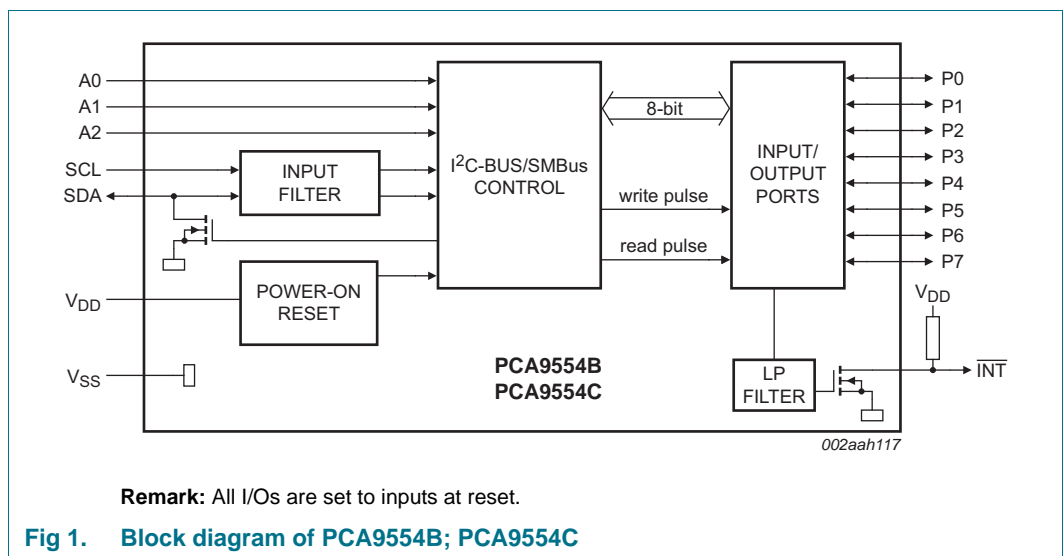 A0
A1
A2
SCL
SDA
VDD
VSS
INPUT
FILTER
POWER-ON
RESET
I2C-BUS/SMBus
CONTROL
8-bit
write pulse
read pulse
INPUT/
OUTPUT
PORTS
P0
P1
P2
P3
P4
P5
P6
P7
VDD
INT
LP
FILTER
PCA9554B
PCA9554C
002aah117
Remark: All I/Os are set to inputs at reset.
Fig 1. Block diagram of PCA9554B; PCA9554C